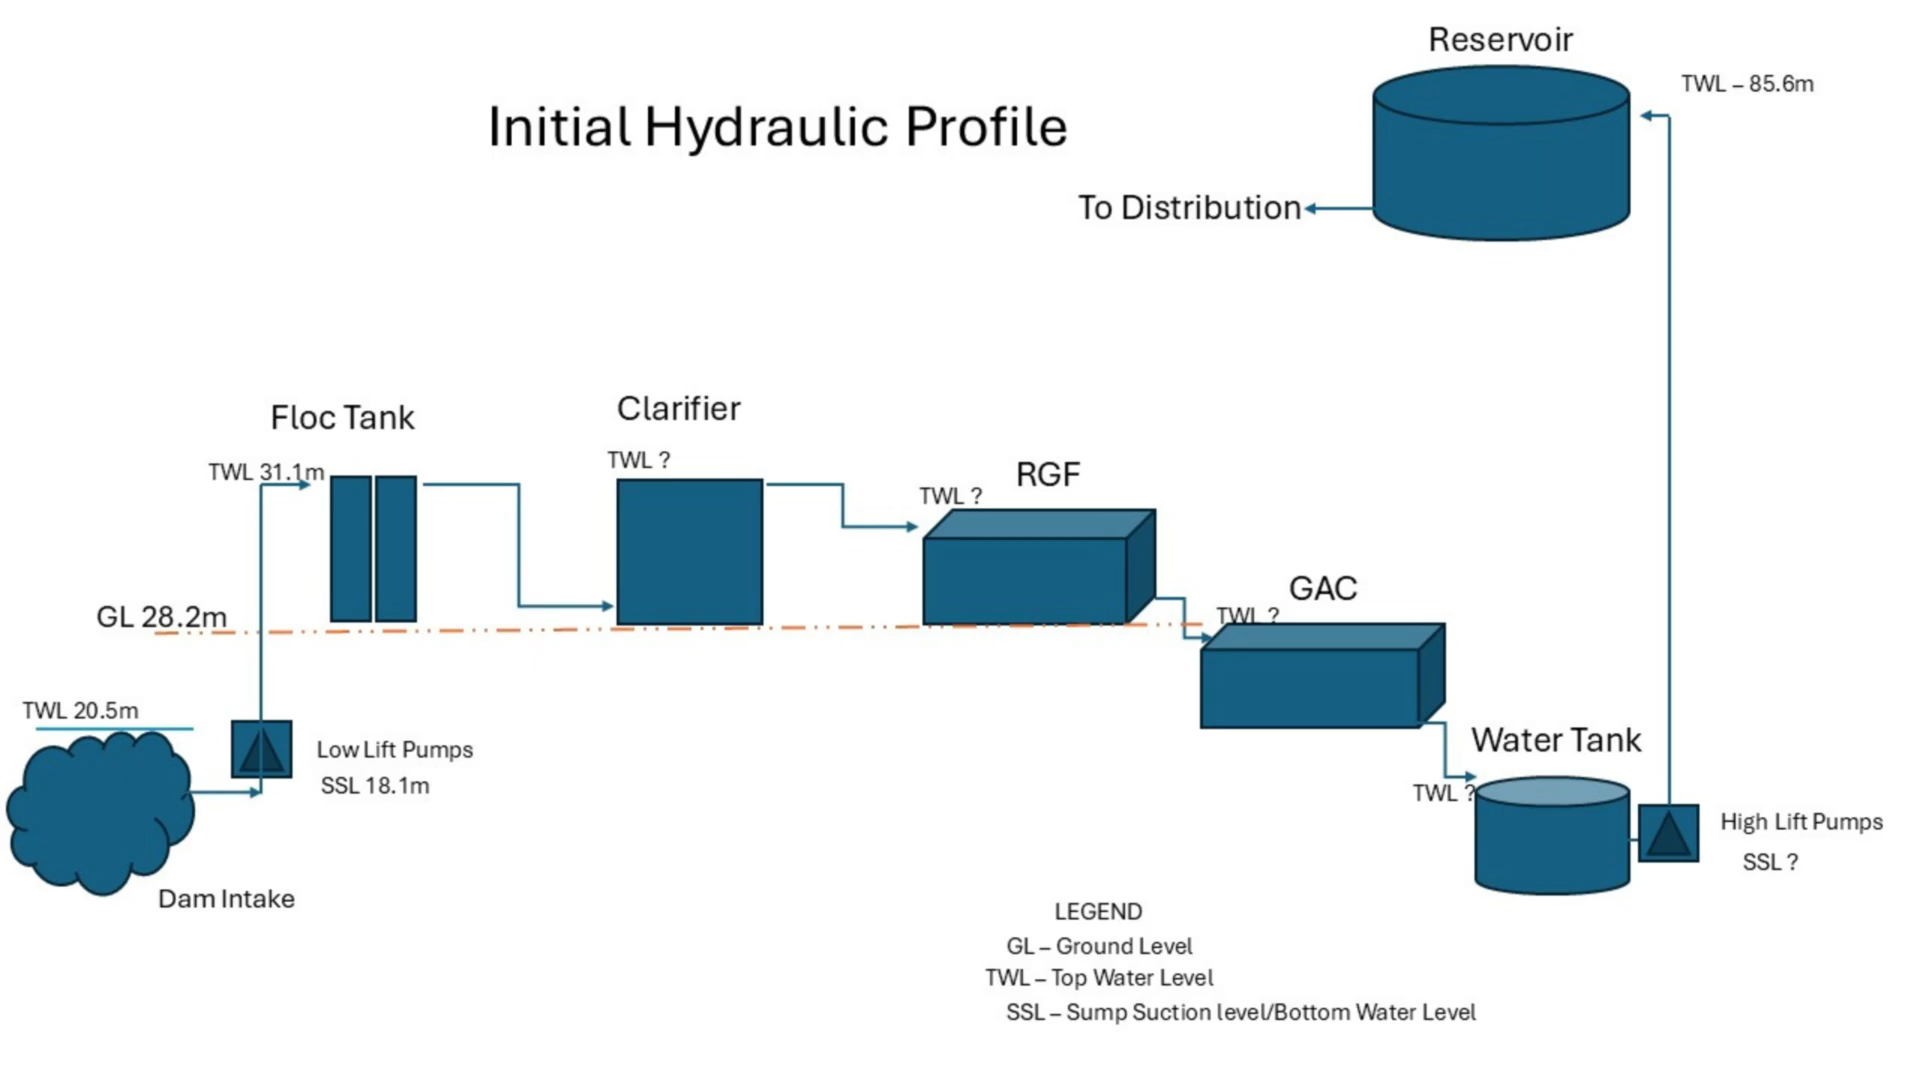 Reservoir
TWL – 85.6m
Initial Hydraulic Profile
To Distribution
Floc Tank
Clarifier
TWL 31.1m
TWL ?
RGF
TWL ?
GAC
GL 28.2m
TWL ?
TWL 20.5m
Low Lift Pumps
SSL 18.1m
Water Tank
TWL ?
High Lift Pumps
SSL ?
Dam Intake
LEGEND
GL – Ground Level
TWL – Top Water Level
SSL – Sump Suction level/Bottom Water Level